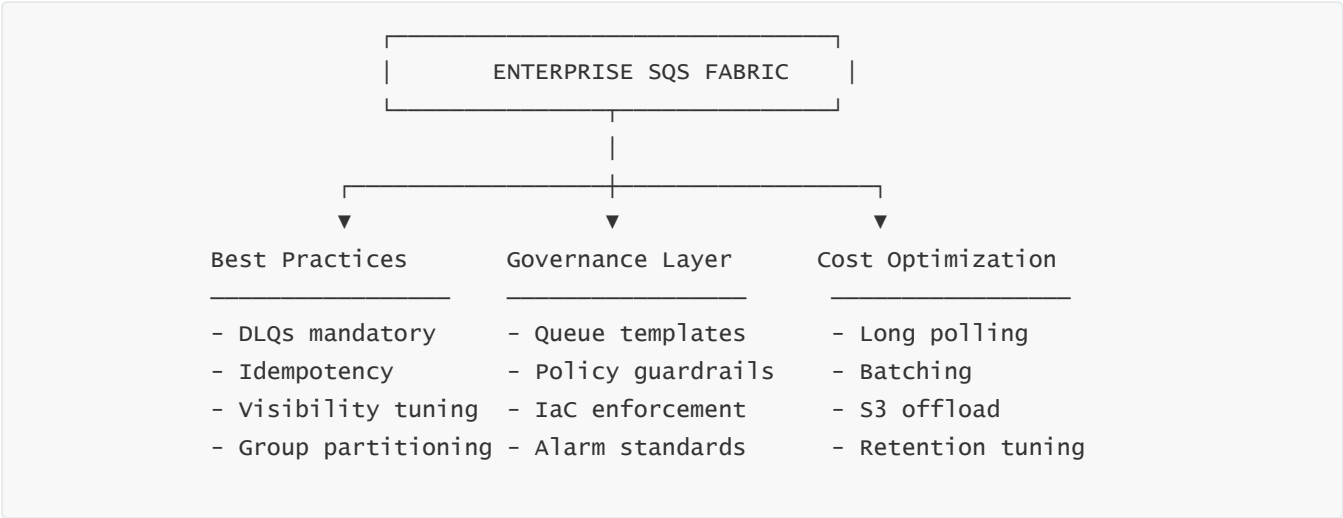 ENTERPRISE SQS FABRIC
Best Practices Governance Layer Cost Optimization
- DLQs mandatory - Queue templates - Long polling
- Idempotency - Policy guardrails - Batching
- Visibility tuning - IaC enforcement - S3 offload
- Group partitioning - Alarm standards - Retention tuning